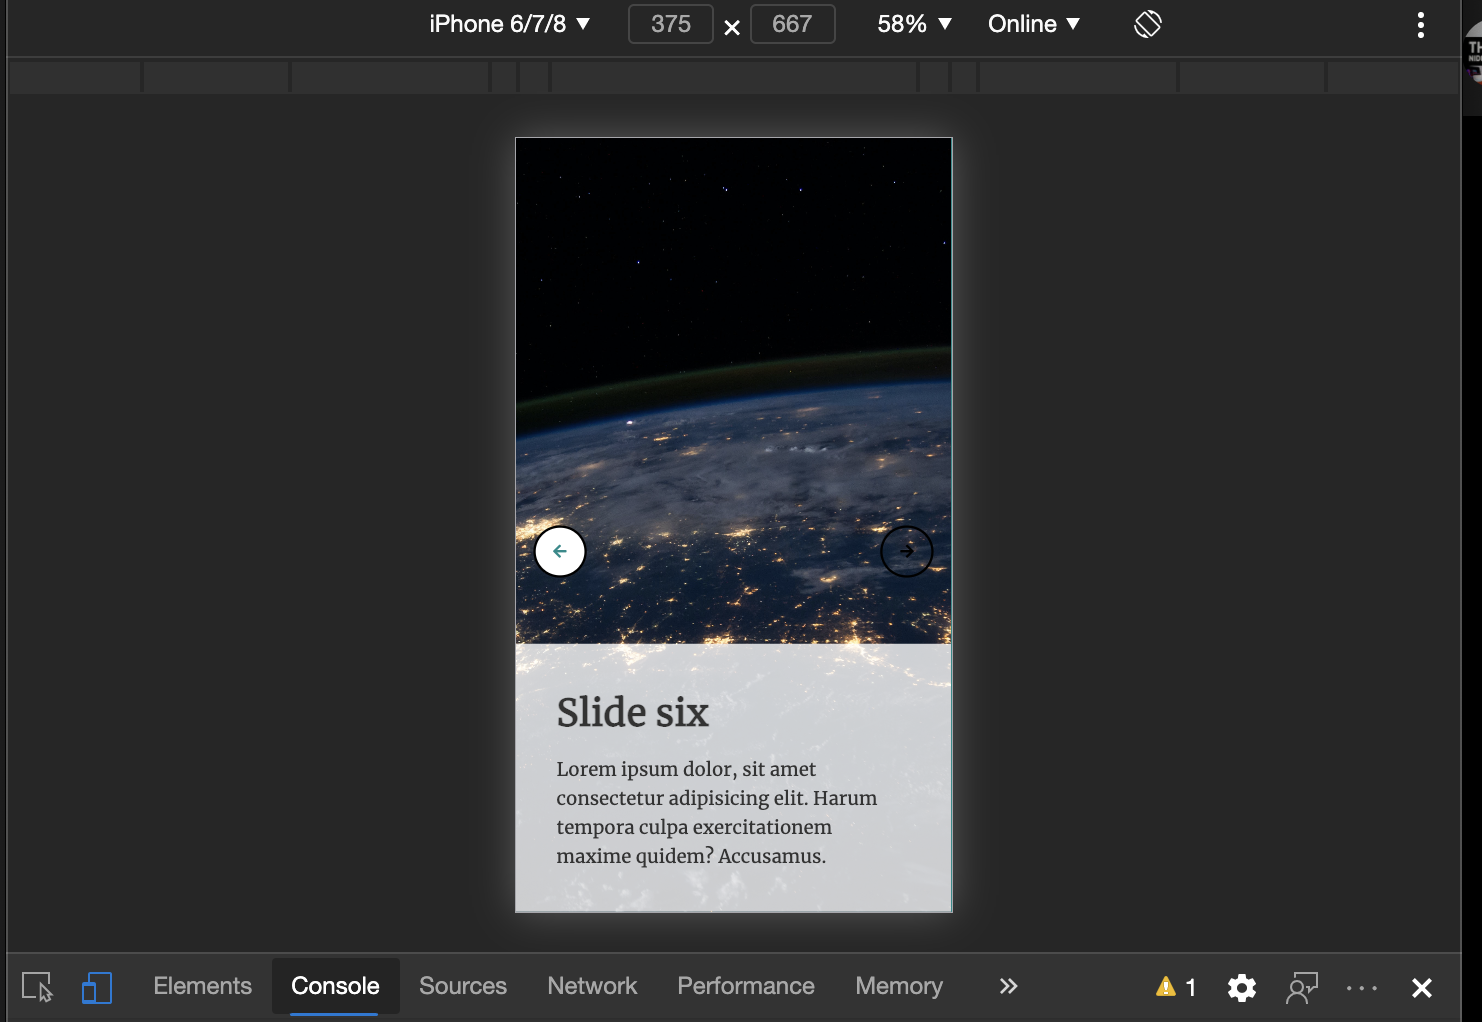 iPhone 6/7/8 ▼ 375 × 667 58% ▼ Online ▼
Slide six
Lorem ipsum dolor, sit amet
consectetur adipisicing elit. Harum
tempora culpa exercitationem
maxime quidem? Accusamus.
Elements Console Sources Network Performance Memory » 1